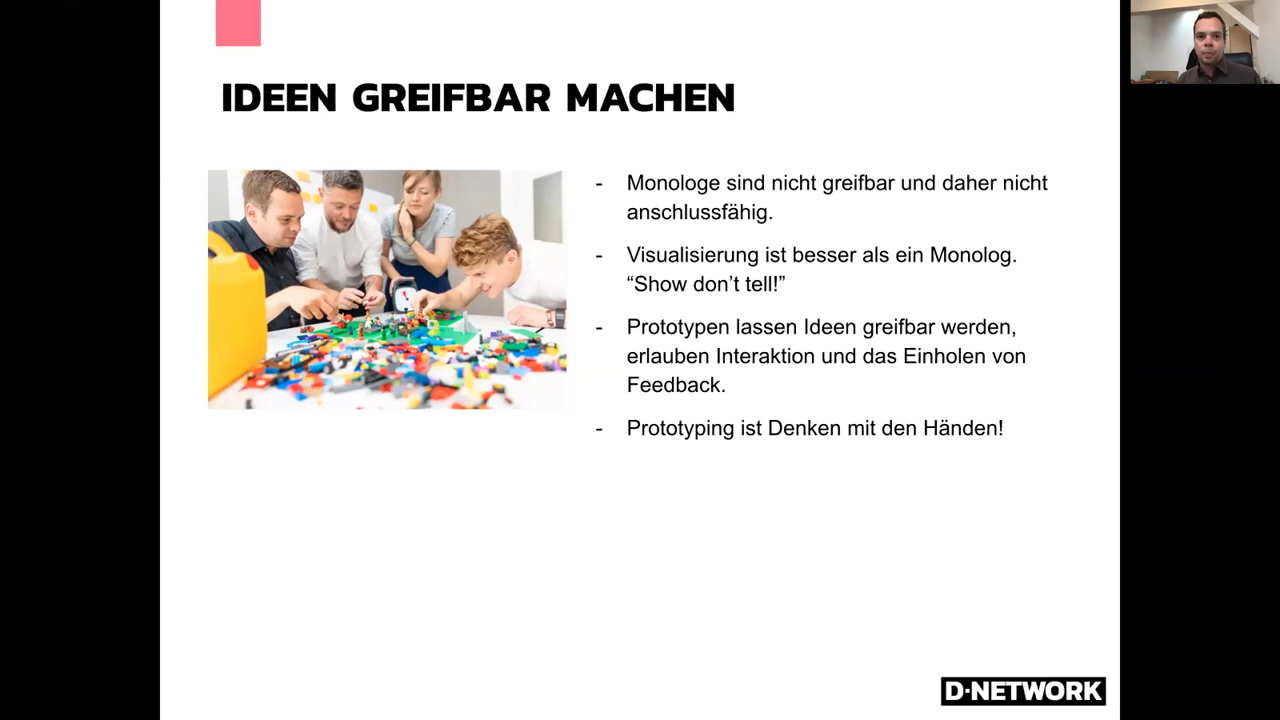 IDEEN GREIFBAR MACHEN
- Monologe sind nicht greifbar und daher nicht
anschlussfähig.
- Visualisierung ist besser als ein Monolog.
“Show don’t tell!”
- Prototypen lassen Ideen greifbar werden,
erlauben Interaktion und das Einholen von
Feedback.
- Prototyping ist Denken mit den Händen!
D·NETWORK